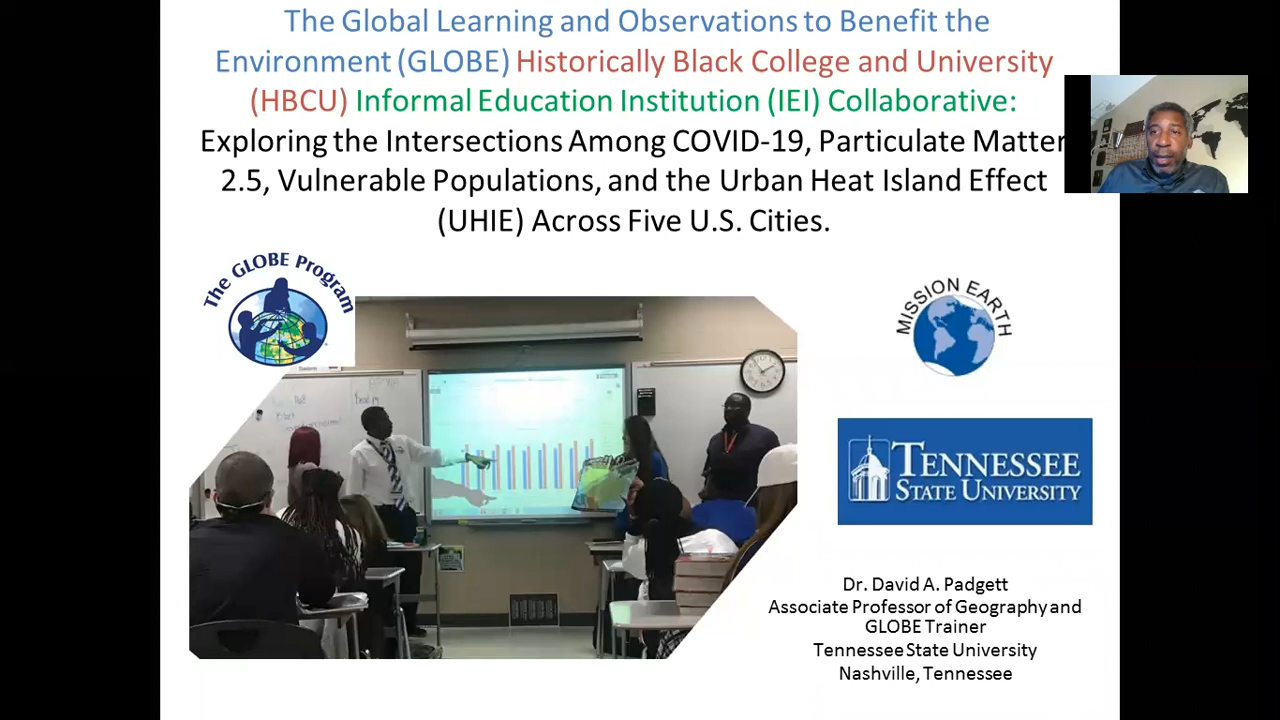 The Global Learning and Observations to Benefit the
Environment (GLOBE) Historically Black College and University
(HBCU) Informal Education Institution (IEI) Collaborative:
Exploring the Intersections Among COVID-19, Particulate Matter
2.5, Vulnerable Populations, and the Urban Heat Island Effect
(UHIE) Across Five U.S. Cities.
The GLOBE Program
MISSION EARTH
TENNESSEE
STATE UNIVERSITY
Dr. David A. Padgett
Associate Professor of Geography and
GLOBE Trainer
Tennessee State University
Nashville, Tennessee